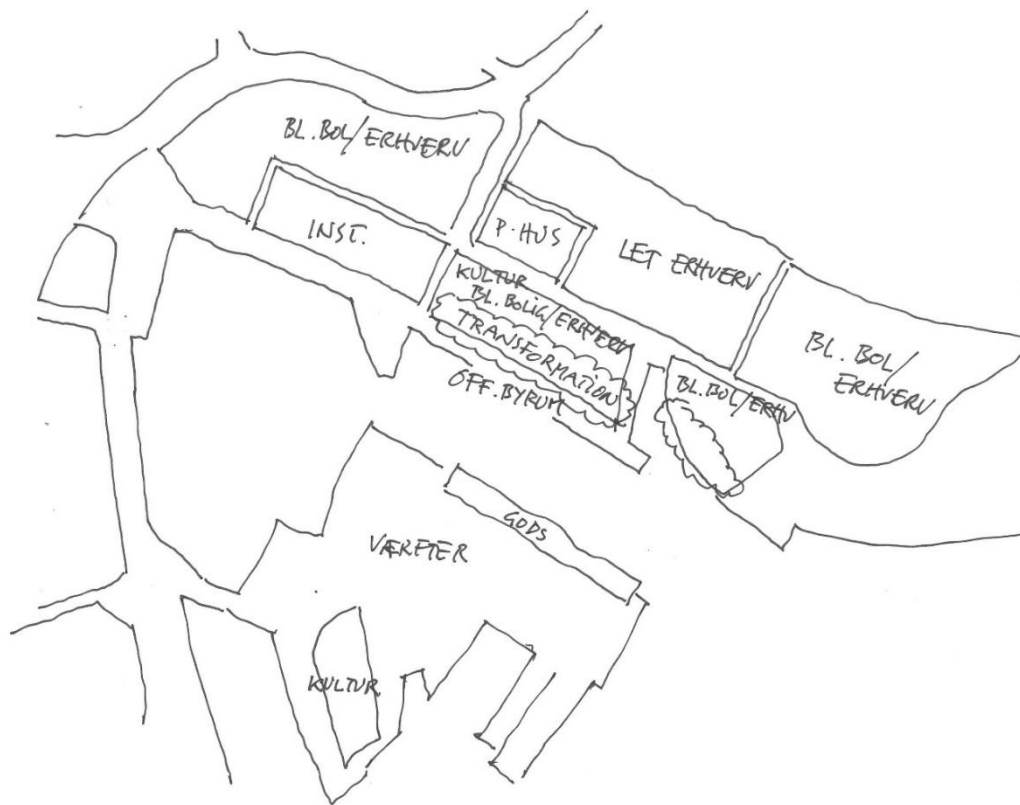 BL. BOL/ERHVERV
INST.
P-HUS
LET ERHVERV
KULTUR
BL. BOLIG/ERHVERV
TRANSFORMATION
OFF. BYRUM
BL. BOL/ERHV
BL. BOL/
ERHVERV
GODS
VÆRFTER
KULTUR